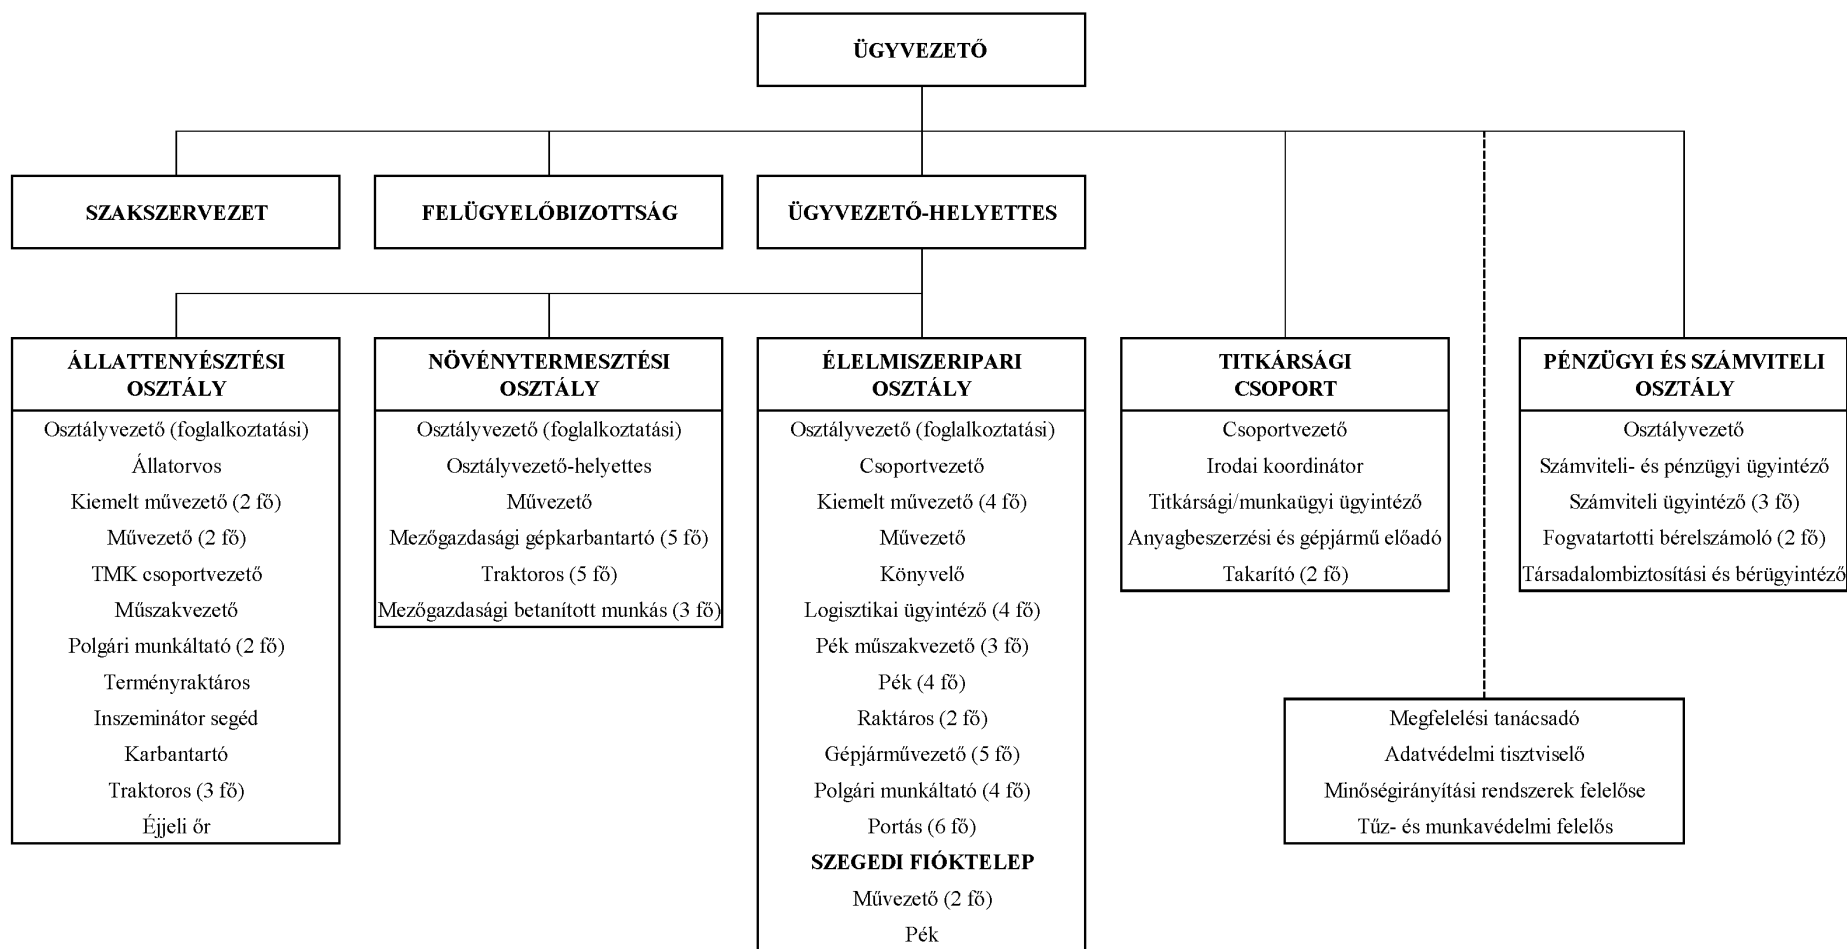 ÜGYVEZETŐ
SZAKSZERVEZET
FELÜGYELŐBIZOTTSÁG
ÜGYVEZETŐ-HELYETTES
ÁLLATTENYÉSZTÉSI
OSZTÁLY
Osztályvezető (foglalkoztatási)
Állatorvos
Kiemelt művezető (2 fő)
Művezető (2 fő)
TMK csoportvezető
Műszakvezető
Polgári munkáltató (2 fő)
Terményraktáros
Inszeminátor segéd
Karbantartó
Traktoros (3 fő)
Éjjeli őr
NÖVÉNYTERMESZTÉSI
OSZTÁLY
Osztályvezető (foglalkoztatási)
Osztályvezető-helyettes
Művezető
Mezőgazdasági gépkarbantartó (5 fő)
Traktoros (5 fő)
Mezőgazdasági betanított munkás (3 fő)
ÉLELMISZERIPARI
OSZTÁLY
Osztályvezető (foglalkoztatási)
Csoportvezető
Kiemelt művezető (4 fő)
Művezető
Könyvelő
Logisztikai ügyintéző (4 fő)
Pék műszakvezető (3 fő)
Pék (4 fő)
Raktáros (2 fő)
Gépjárművezető (5 fő)
Polgári munkáltató (4 fő)
Portás (6 fő)
SZEGEDI FIÓKTELEP
Művezető (2 fő)
Pék
TITKÁRSÁGI
CSOPORT
Csoportvezető
Irodai koordinátor
Titkársági/munkaügyi ügyintéző
Anyagbeszerzési és gépjármű előadó
Takarító (2 fő)
PÉNZÜGYI ÉS SZÁMVITELI
OSZTÁLY
Osztályvezető
Számviteli- és pénzügyi ügyintéző
Számviteli ügyintéző (3 fő)
Fogvatartotti bérelszámoló (2 fő)
Társadalombiztosítási és bérügyintéző
Megfelelési tanácsadó
Adatvédelmi tisztviselő
Minőségirányítási rendszerek felelőse
Tűz- és munkavédelmi felelős